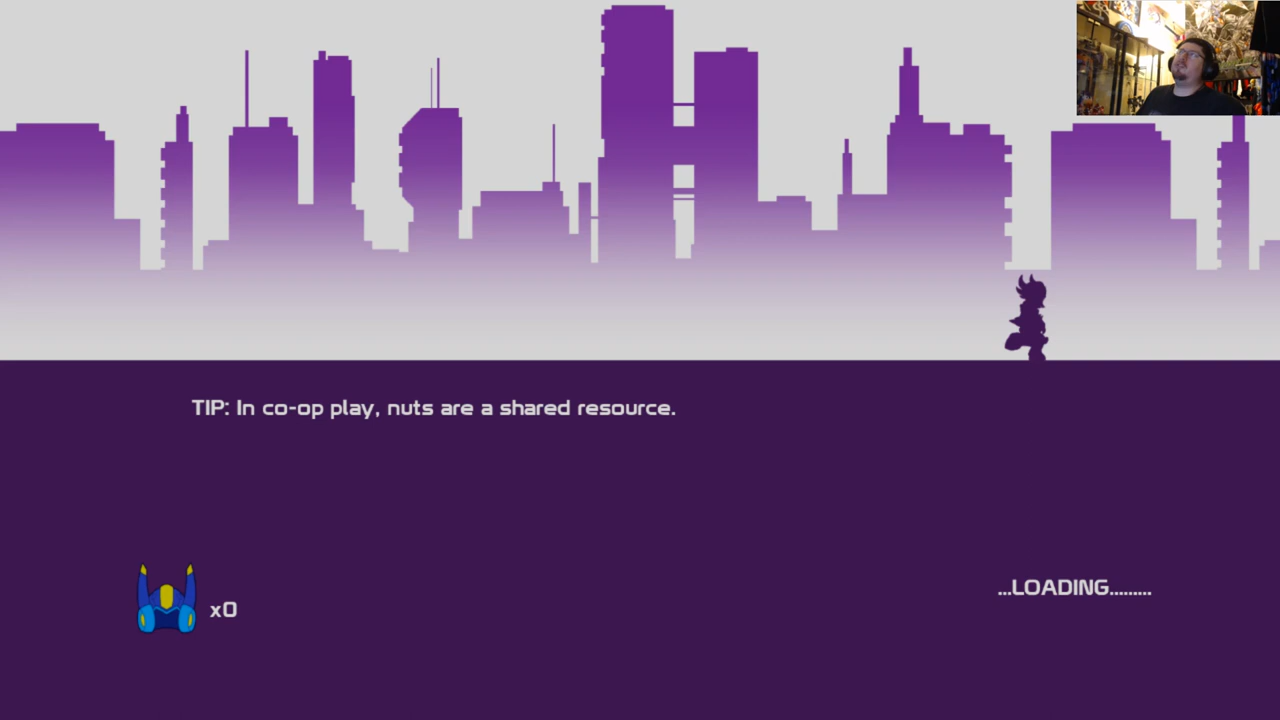 TIP: In co-op play, nuts are a shared resource.
x0
...LOADING.........